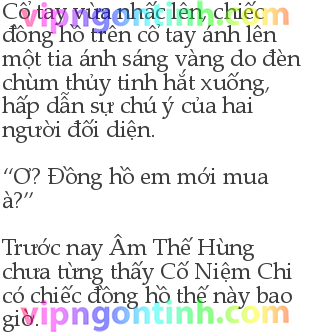 Cổ tay vừa nhấc lên, chiếc
vipngontinh.com
đồng hồ trên cổ tay ánh lên
một tia ánh sáng vàng do đèn
chùm thủy tinh hắt xuống,
hấp dẫn sự chú ý của hai
người đối diện.
“Ơ? Đồng hồ em mới mua
à?”
Trước nay Âm Thế Hùng
chưa từng thấy Cố Niệm Chi
có chiếc đồng hồ thế này bao
giờ.
vipngontinh.com